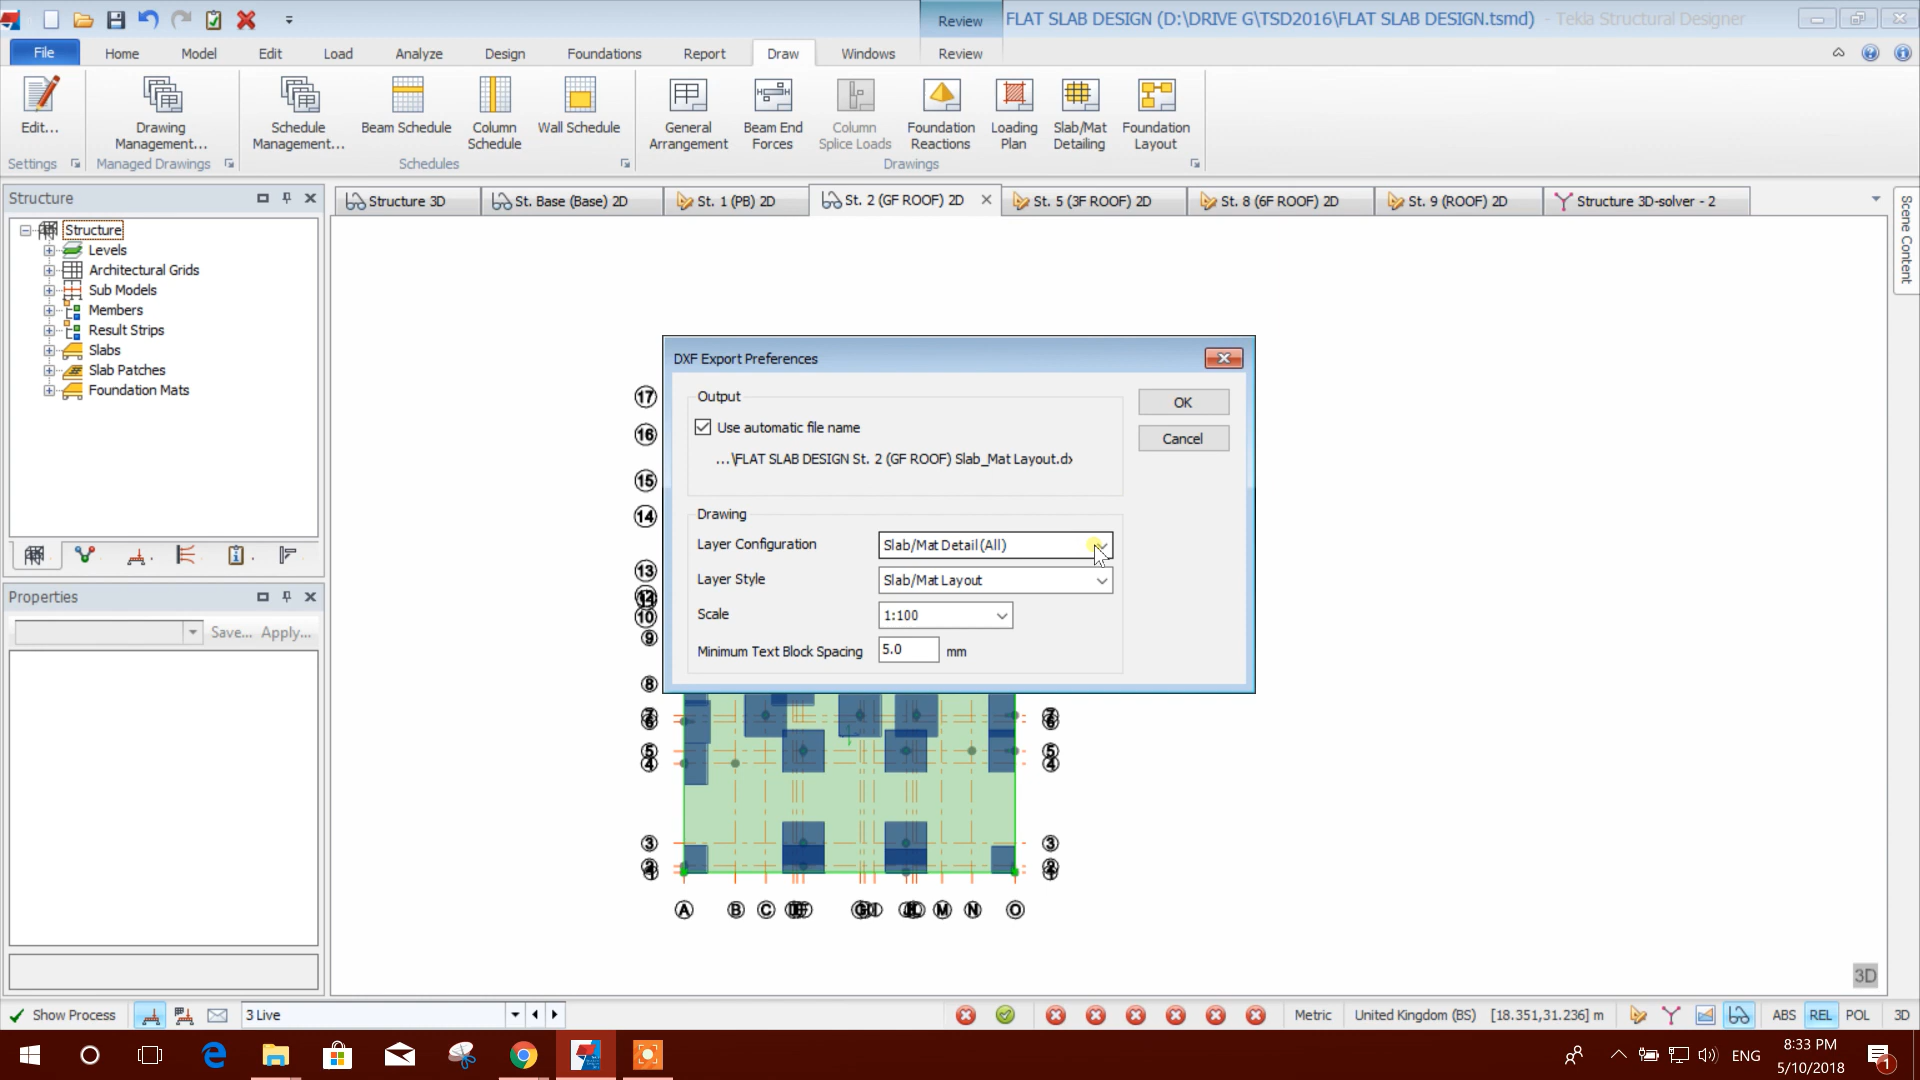 Review
FLAT SLAB DESIGN (D:\DRIVE G\TSD2016\FLAT SLAB DESIGN.tsmd) - Tekla Structural Designer
File Home Model Edit Load Analyze Design Foundations Report Draw Windows Review
Edit...
Drawing Management...
Schedule Management...
Beam Schedule
Column Schedule
Wall Schedule
General Arrangement
Beam End Forces
Column Splice Loads
Foundation Reactions
Loading Plan
Slab/Mat Detailing
Foundation Layout
Settings Managed Drawings Schedules Drawings
Structure
Structure 3D
St. Base (Base) 2D
St. 1 (PB) 2D
St. 2 (GF ROOF) 2D
St. 5 (3F ROOF) 2D
St. 8 (6F ROOF) 2D
St. 9 (ROOF) 2D
Structure 3D-solver - 2
Scene Content
Structure
Levels
Architectural Grids
Sub Models
Members
Result Strips
Slabs
Slab Patches
Foundation Mats
Properties
Save... Apply...
DXF Export Preferences
Output
OK
Use automatic file name
Cancel
...\FLAT SLAB DESIGN St. 2 (GF ROOF) Slab_Mat Layout.dx
Drawing
Layer Configuration Slab/Mat Detail (All)
Layer Style Slab/Mat Layout
Scale 1:100
Minimum Text Block Spacing 5.0 mm
17
16
15
14
13
10
9
8
5 5
4 4
3 3
A B C M N O
3D
Show Process
3 Live
Metric
United Kingdom (BS)
[18.351,31.236] m
ABS REL POL 3D
ENG
8:33 PM
5/10/2018
1